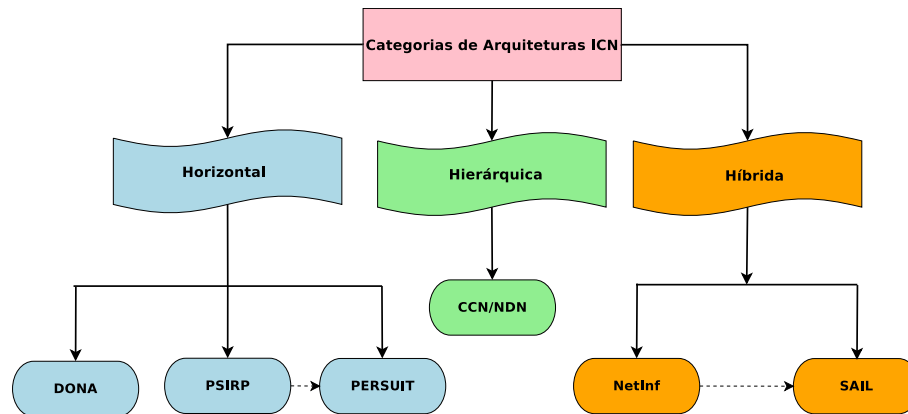 Categorias de Arquiteturas ICN
Horizontal
Hierárquica
Híbrida
CCN/NDN
DONA
PSIRP
PERSUIT
NetInf
SAIL